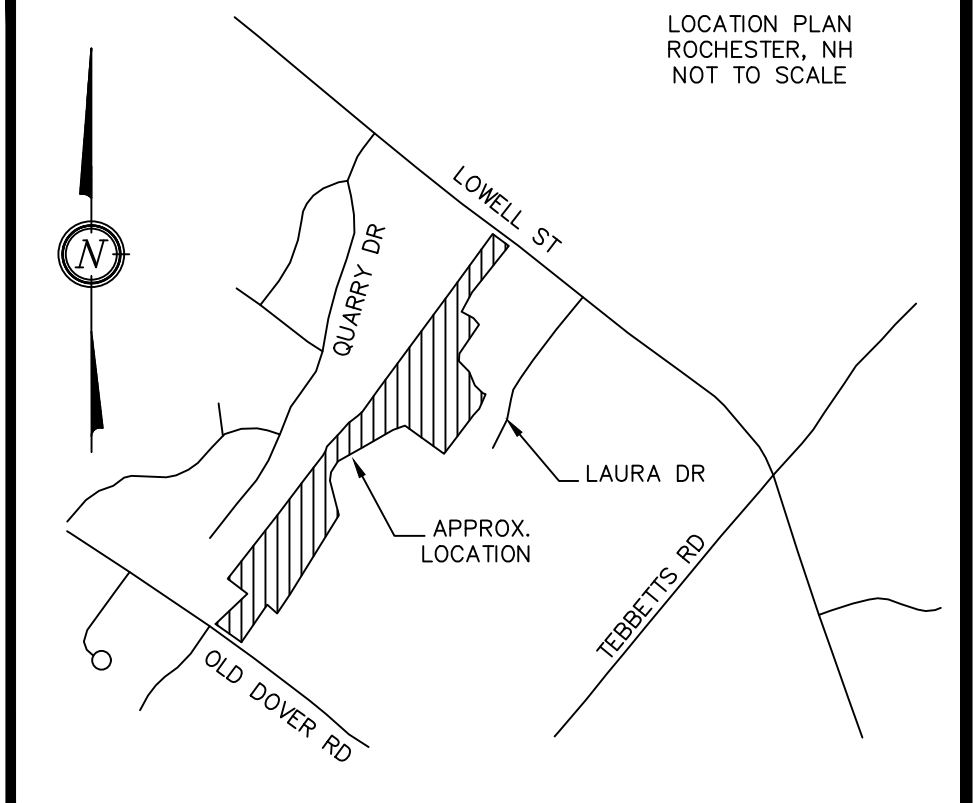 LOCATION PLAN
ROCHESTER, NH
NOT TO SCALE
LOWELL ST
QUARRY DR
N
LAURA DR
APPROX.
LOCATION
TEBBETTS RD
OLD DOVER RD